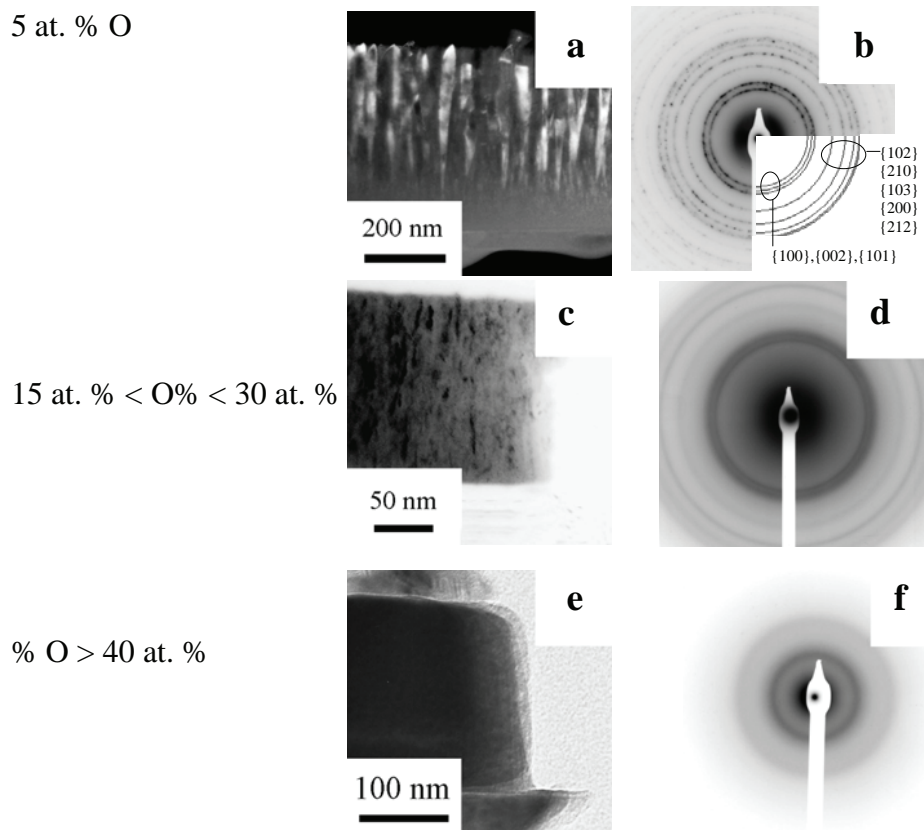 5 at. % O
a
b
200 nm
{102}
{210}
{103}
{200}
{212}
{100},{002},{101}
15 at. % < O% < 30 at. %
c
d
50 nm
% O > 40 at. %
e
f
100 nm